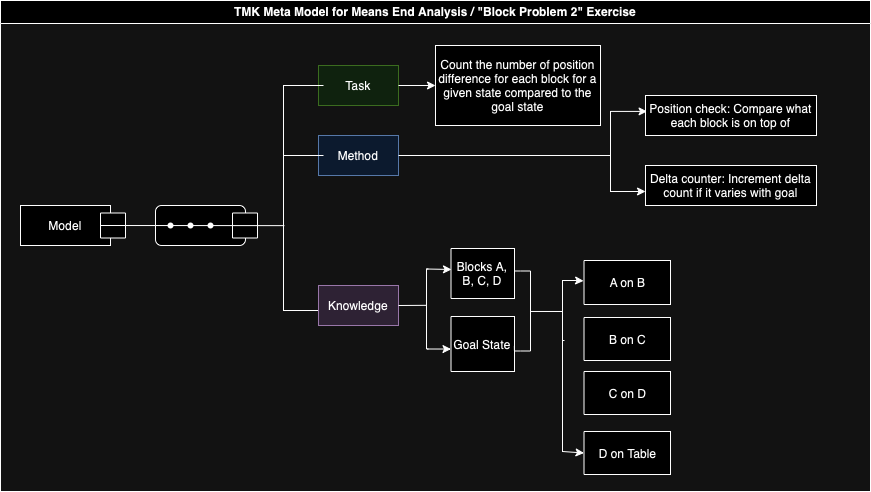 TMK Meta Model for Means End Analysis / "Block Problem 2" Exercise
Task
Count the number of position
difference for each block for a
given state compared to the
goal state
Method
Position check: Compare what
each block is on top of
Delta counter: Increment delta
count if it varies with goal
Model
Knowledge
Blocks A,
B, C, D
Goal State
A on B
B on C
C on D
D on Table